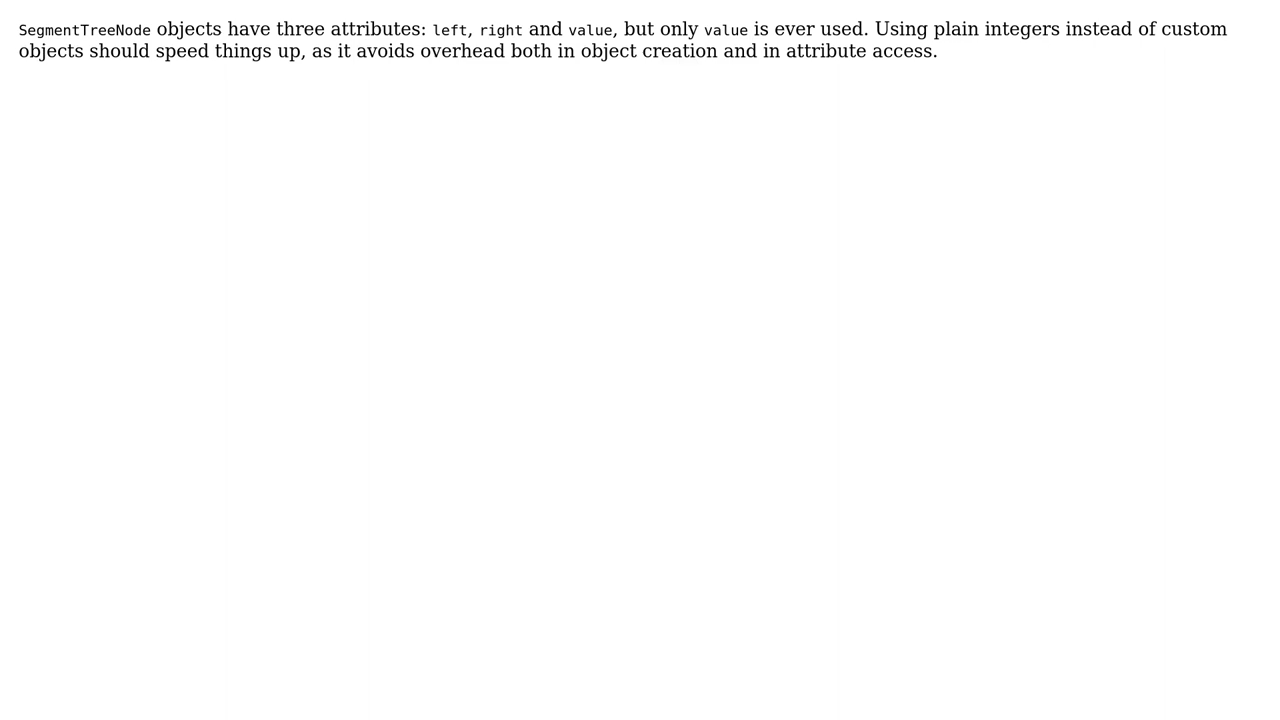 SegmentTreeNode objects have three attributes: left, right and value, but only value is ever used. Using plain integers instead of custom
objects should speed things up, as it avoids overhead both in object creation and in attribute access.